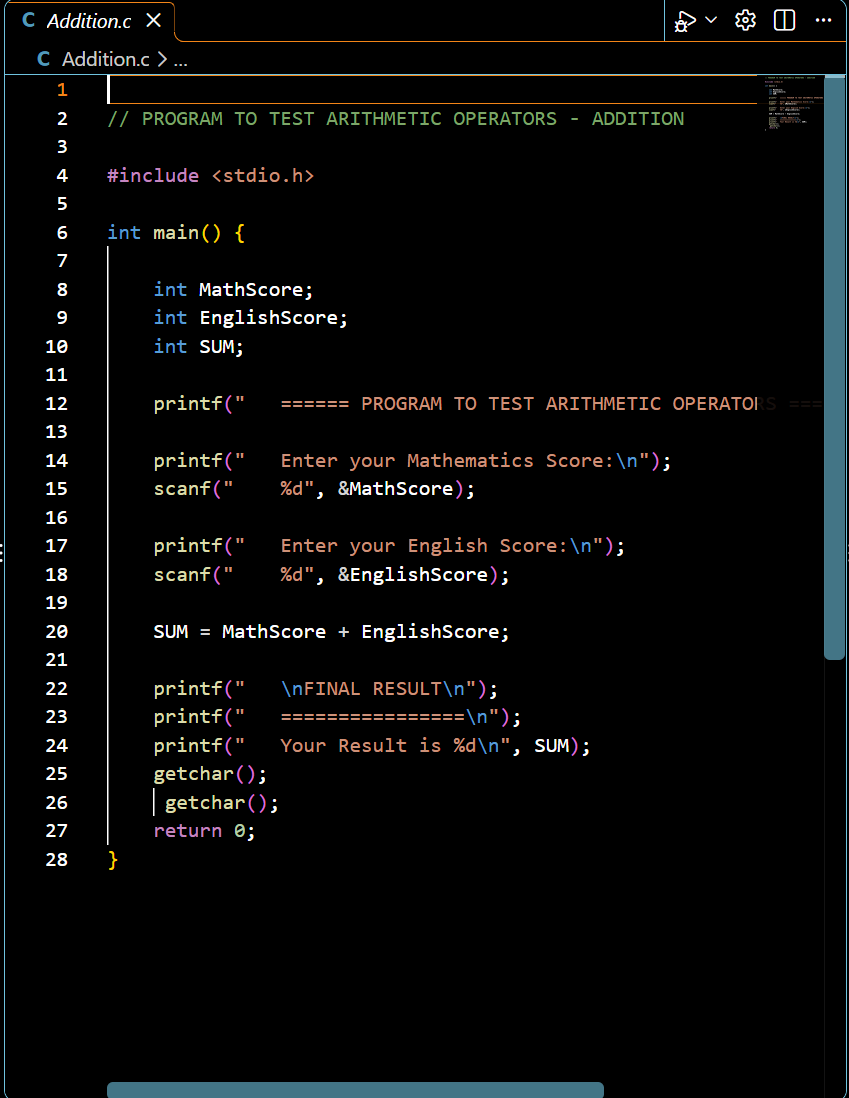 C Addition.c
C Addition.c > ...
1
2 // PROGRAM TO TEST ARITHMETIC OPERATORS - ADDITION
3
4 #include <stdio.h>
5
6 int main() {
7
8     int MathScore;
9     int EnglishScore;
10     int SUM;
11
12     printf("   ====== PROGRAM TO TEST ARITHMETIC OPERATORS ===
13
14     printf("   Enter your Mathematics Score:\n");
15     scanf("    %d", &MathScore);
16
17     printf("   Enter your English Score:\n");
18     scanf("    %d", &EnglishScore);
19
20     SUM = MathScore + EnglishScore;
21
22     printf("   \nFINAL RESULT\n");
23     printf("   ================\n");
24     printf("   Your Result is %d\n", SUM);
25     getchar();
26      getchar();
27     return 0;
28 }